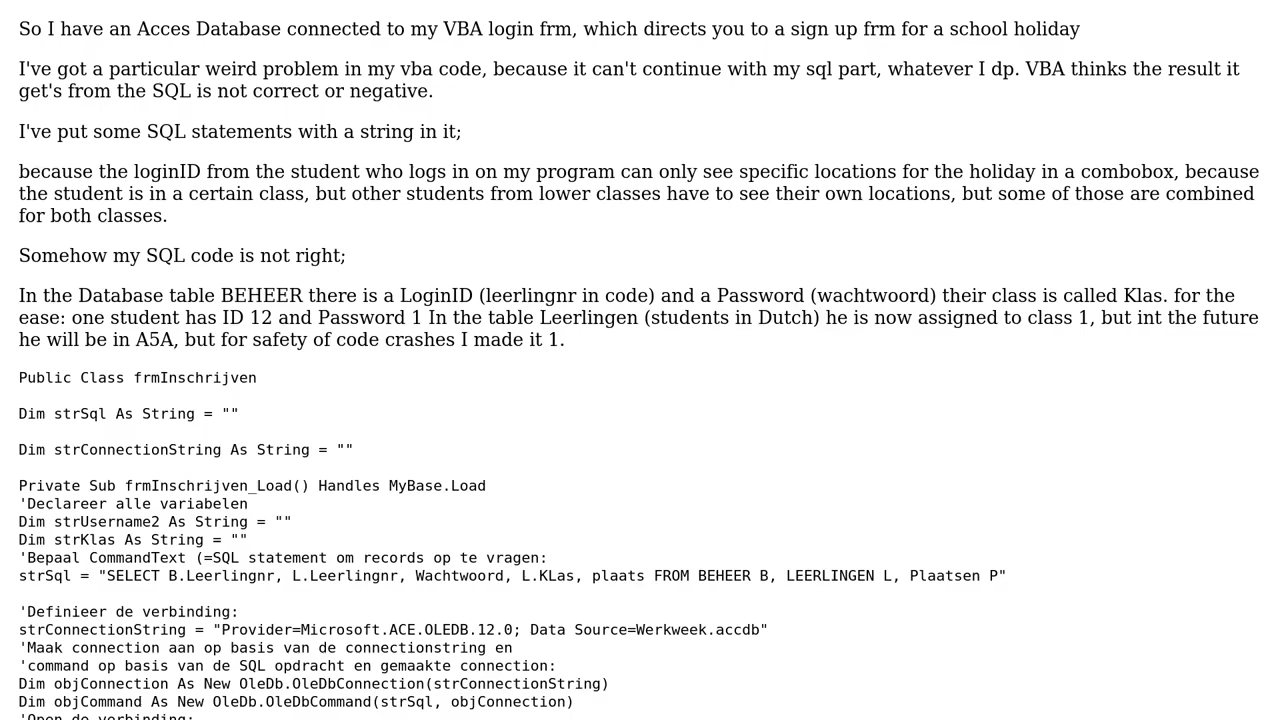 So I have an Acces Database connected to my VBA login frm, which directs you to a sign up frm for a school holiday
I've got a particular weird problem in my vba code, because it can't continue with my sql part, whatever I dp. VBA thinks the result it
get's from the SQL is not correct or negative.
I've put some SQL statements with a string in it;
because the loginID from the student who logs in on my program can only see specific locations for the holiday in a combobox, because
the student is in a certain class, but other students from lower classes have to see their own locations, but some of those are combined
for both classes.
Somehow my SQL code is not right;
In the Database table BEHEER there is a LoginID (leerlingnr in code) and a Password (wachtwoord) their class is called Klas. for the
ease: one student has ID 12 and Password 1 In the table Leerlingen (students in Dutch) he is now assigned to class 1, but int the future
he will be in A5A, but for safety of code crashes I made it 1.
Public Class frmInschrijven
Dim strSql As String = ""
Dim strConnectionString As String = ""
Private Sub frmInschrijven_Load() Handles MyBase.Load
'Declareer alle variabelen
Dim strUsername2 As String = ""
Dim strKlas As String = ""
'Bepaal CommandText (=SQL statement om records op te vragen:
strSql = "SELECT B.Leerlingnr, L.Leerlingnr, Wachtwoord, L.KLas, plaats FROM BEHEER B, LEERLINGEN L, Plaatsen P"
'Definieer de verbinding:
strConnectionString = "Provider=Microsoft.ACE.OLEDB.12.0; Data Source=Werkweek.accdb"
'Maak connection aan op basis van de connectionstring en
'command op basis van de SQL opdracht en gemaakte connection:
Dim objConnection As New OleDb.OleDbConnection(strConnectionString)
Dim objCommand As New OleDb.OleDbCommand(strSql, objConnection)
'Open de verbinding: